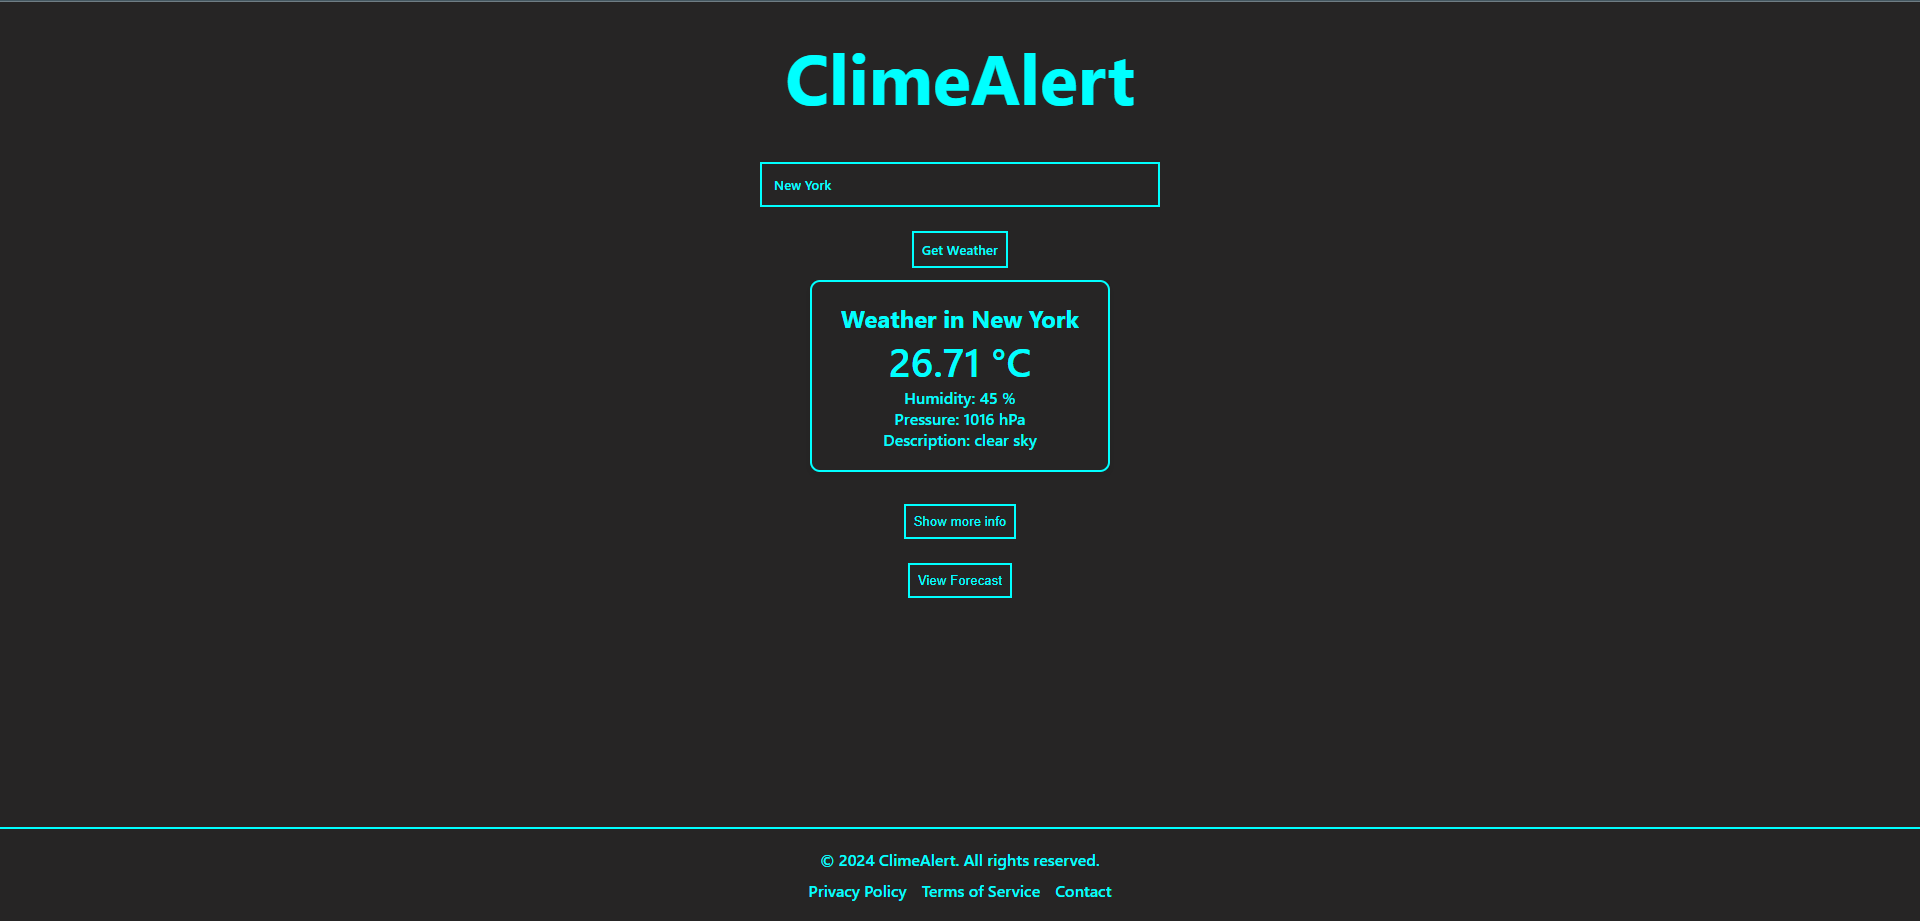 ClimeAlert
New York
Get Weather
Weather in New York
26.71 °C
Humidity: 45 %
Pressure: 1016 hPa
Description: clear sky
Show more info
View Forecast
© 2024 ClimeAlert. All rights reserved.
Privacy Policy Terms of Service Contact